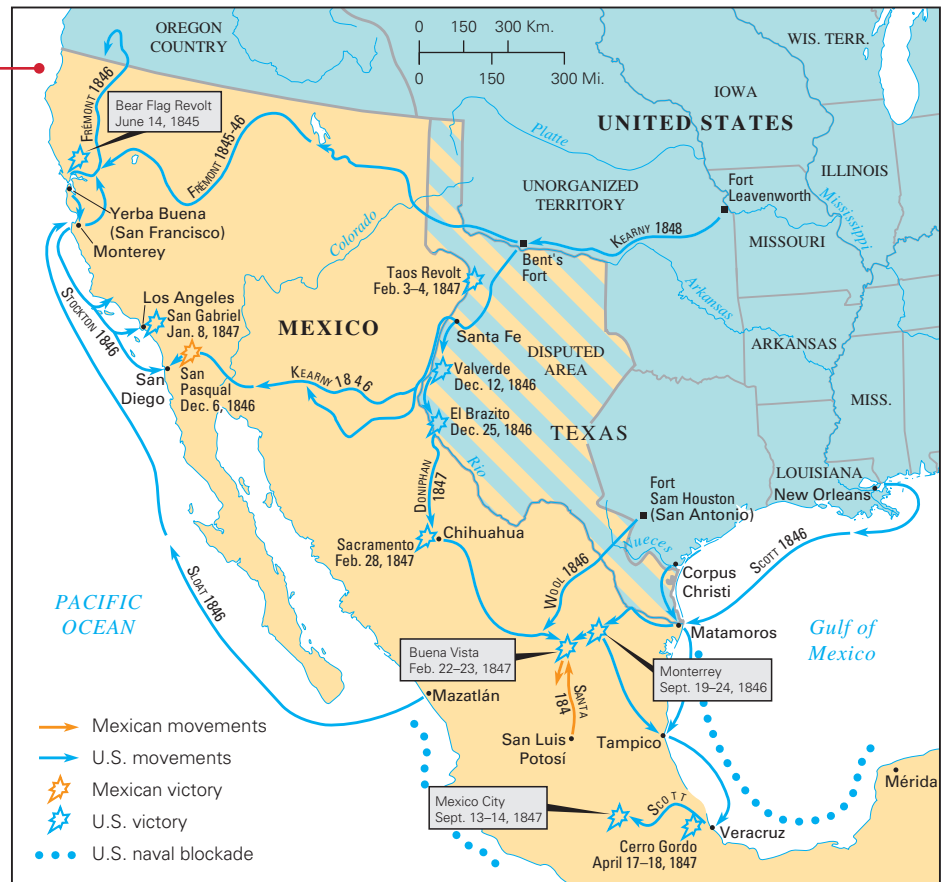 OREGON
COUNTRY
0 150 300 Km.
0 150 300 Mi.
WIS. TERR.
IOWA
UNITED STATES
ILLINOIS
FRÉMONT 1846
Bear Flag Revolt
June 14, 1845
FRÉMONT 1845-46
Platte
UNORGANIZED
TERRITORY
Fort
Leavenworth
Mississippi
MISSOURI
KEARNY 1848
Bent's
Fort
Yerba Buena
(San Francisco)
Monterey
Colorado
Taos Revolt
Feb. 3–4, 1847
Arkansas
STOCKTON 1846
Los Angeles
San Gabriel
Jan. 8, 1847
MEXICO
Santa Fe
DISPUTED
AREA
ARKANSAS
San
Diego
San
Pasqual
Dec. 6, 1846
KEARNY 1846
Valverde
Dec. 12, 1846
MISS.
El Brazito
Dec. 25, 1846
TEXAS
Rio
LOUISIANA
New Orleans
DONIPHAN
1847
Fort
Sam Houston
(San Antonio)
Nueces
SCOTT 1846
Chihuahua
Sacramento
Feb. 28, 1847
WOOL 1846
Corpus
Christi
SLOAT 1846
PACIFIC
OCEAN
Matamoros
Gulf of
Mexico
Buena Vista
Feb. 22–23, 1847
Monterrey
Sept. 19–24, 1846
Mazatlán
SANTA
184
San Luis
Potosí
Tampico
Mérida
Mexico City
Sept. 13–14, 1847
SCOTT
Veracruz
Cerro Gordo
April 17–18, 1847
Mexican movements
U.S. movements
Mexican victory
U.S. victory
U.S. naval blockade